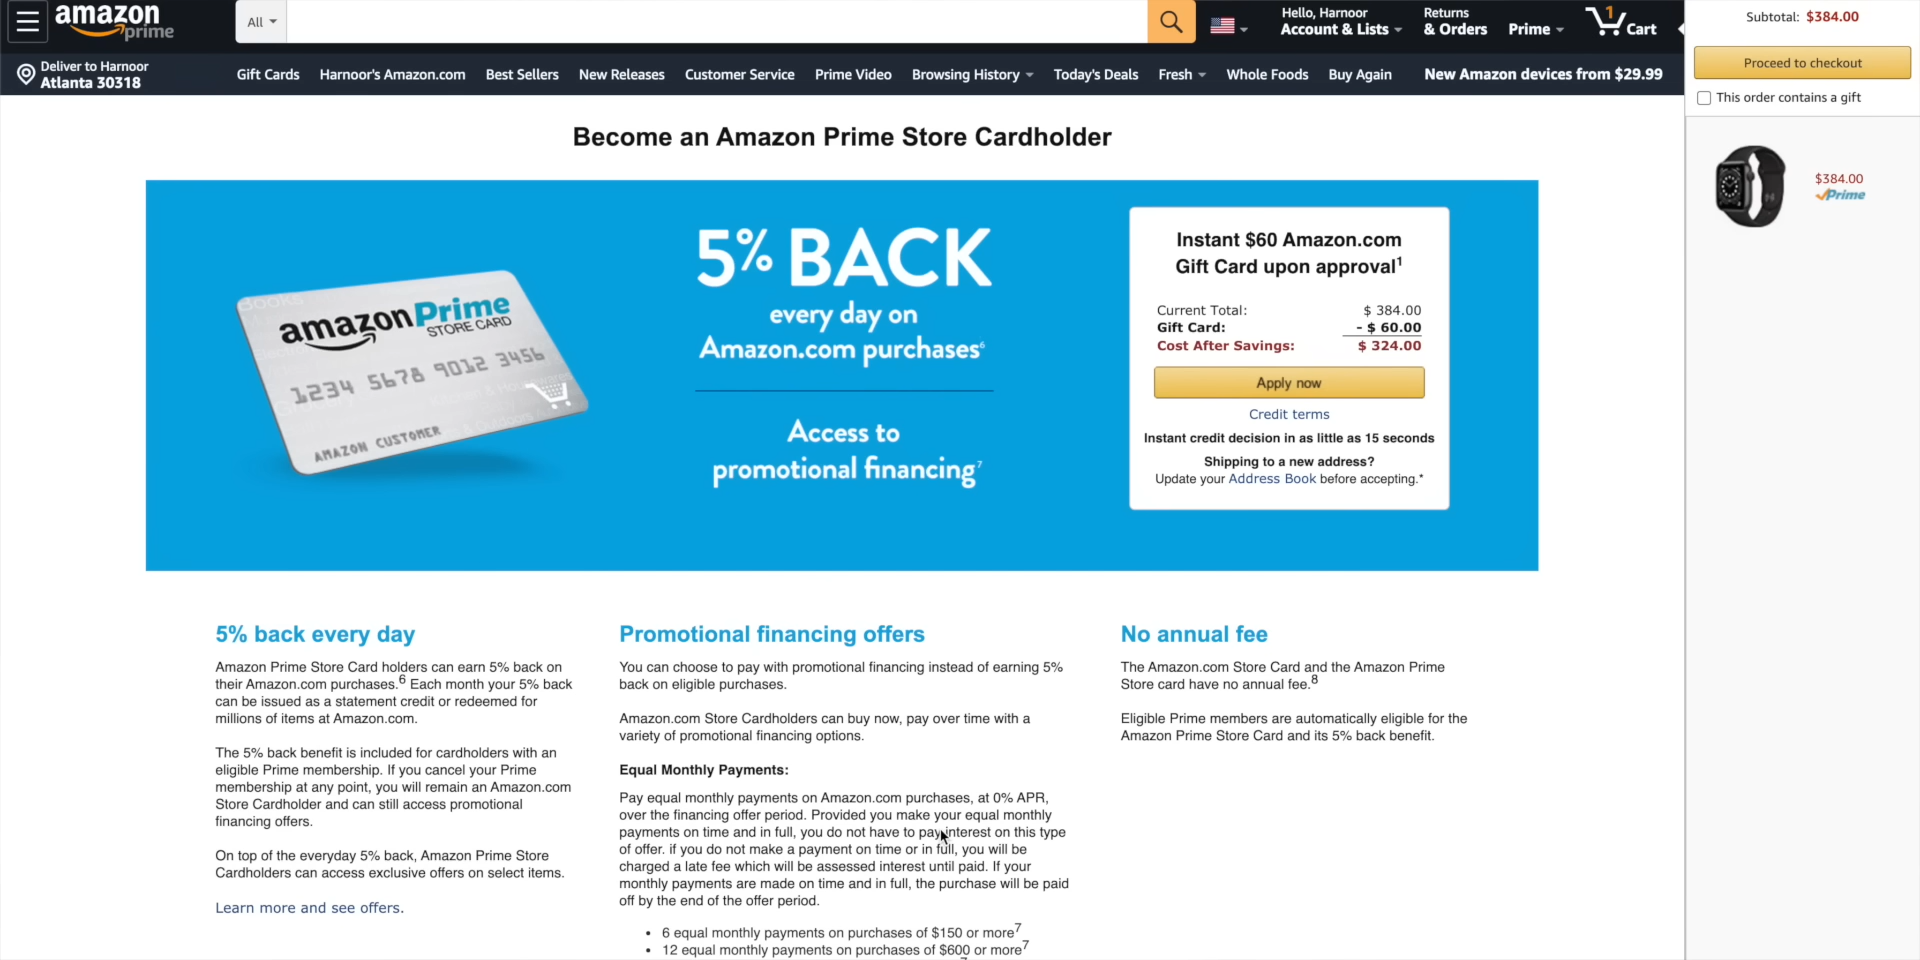 amazon
prime
All
Hello, Harnoor
Account & Lists
Returns
& Orders
Prime
1
Cart
Subtotal: $384.00
Proceed to checkout
This order contains a gift
$384.00
Prime
Deliver to Harnoor
Atlanta 30318
Gift Cards
Harnoor's Amazon.com
Best Sellers
New Releases
Customer Service
Prime Video
Browsing History
Today's Deals
Fresh
Whole Foods
Buy Again
New Amazon devices from $29.99
Become an Amazon Prime Store Cardholder
Books
amazonPrime
STORE CARD
1234 5678 9012 3456
AMAZON CUSTOMER
5% BACK
every day on
Amazon.com purchases6
Access to
promotional financing7
Instant $60 Amazon.com
Gift Card upon approval1
Current Total: $ 384.00
Gift Card: - $ 60.00
Cost After Savings: $ 324.00
Apply now
Credit terms
Instant credit decision in as little as 15 seconds
Shipping to a new address?
Update your Address Book before accepting.*
5% back every day
Amazon Prime Store Card holders can earn 5% back on
their Amazon.com purchases.6 Each month your 5% back
can be issued as a statement credit or redeemed for
millions of items at Amazon.com.
The 5% back benefit is included for cardholders with an
eligible Prime membership. If you cancel your Prime
membership at any point, you will remain an Amazon.com
Store Cardholder and can still access promotional
financing offers.
On top of the everyday 5% back, Amazon Prime Store
Cardholders can access exclusive offers on select items.
Learn more and see offers.
Promotional financing offers
You can choose to pay with promotional financing instead of earning 5%
back on eligible purchases.
Amazon.com Store Cardholders can buy now, pay over time with a
variety of promotional financing options.
Equal Monthly Payments:
Pay equal monthly payments on Amazon.com purchases, at 0% APR,
over the financing offer period. Provided you make your equal monthly
payments on time and in full, you do not have to pay interest on this type
of offer. if you do not make a payment on time or in full, you will be
charged a late fee which will be assessed interest until paid. If your
monthly payments are made on time and in full, the purchase will be paid
off by the end of the offer period.
• 6 equal monthly payments on purchases of $150 or more7
• 12 equal monthly payments on purchases of $600 or more7
No annual fee
The Amazon.com Store Card and the Amazon Prime
Store card have no annual fee.8
Eligible Prime members are automatically eligible for the
Amazon Prime Store Card and its 5% back benefit.